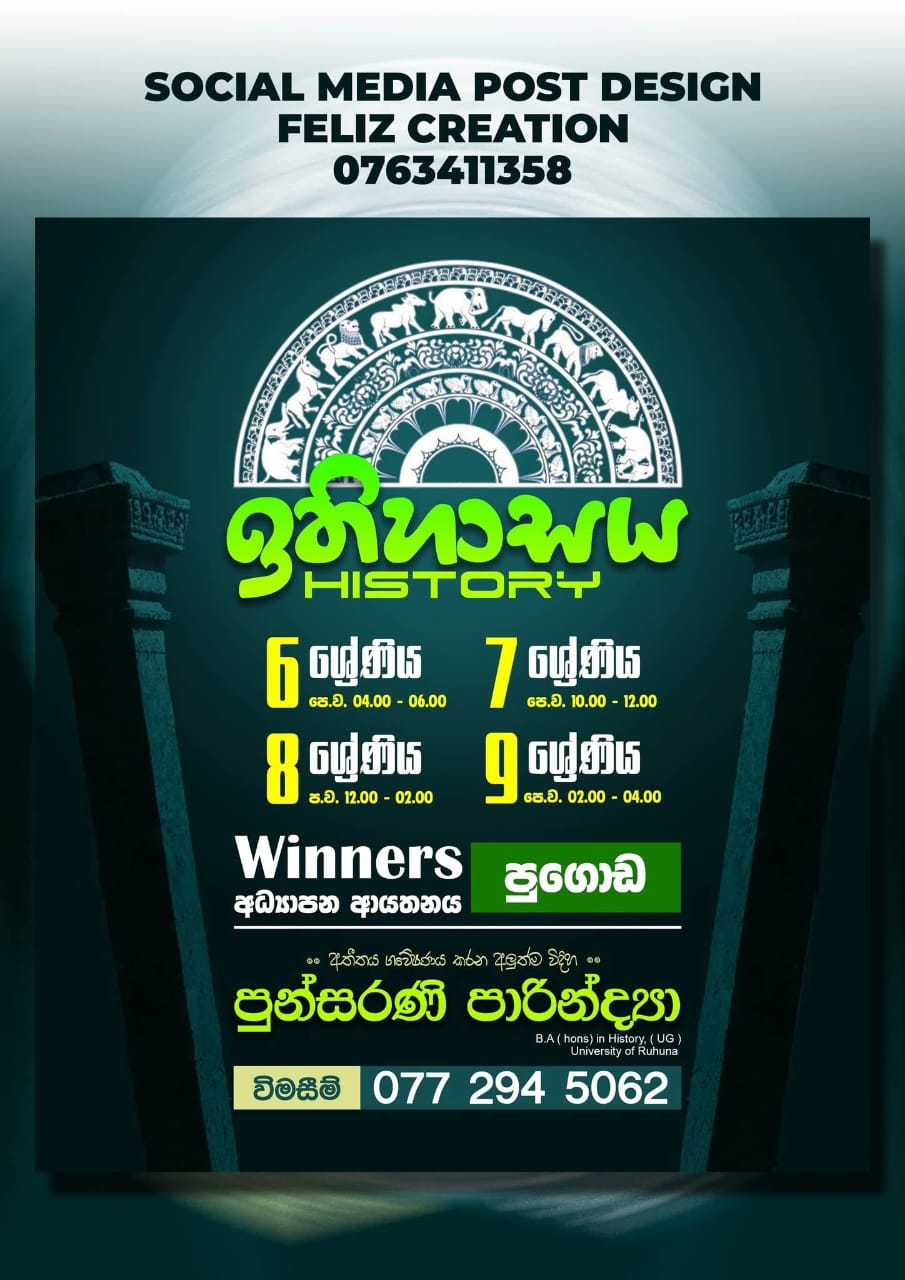 SOCIAL MEDIA POST DESIGN
FELIZ CREATION
0763411358
ඉතිහාසය
HISTORY
6 ශ්‍රේණිය
පෙ.ව. 04.00 - 06.00
7 ශ්‍රේණිය
පෙ.ව. 10.00 - 12.00
8 ශ්‍රේණිය
ප.ව. 12.00 - 02.00
9 ශ්‍රේණිය
පෙ.ව. 02.00 - 04.00
Winners
අධ්‍යාපන ආයතනය
පුගොඩ
අතීතය ගවේෂණය කරන අලුත්ම විදිහ
පුන්සරණි පාරින්ද්‍යා
B.A ( hons) in History, ( UG )
University of Ruhuna
විමසීම් 077 294 5062